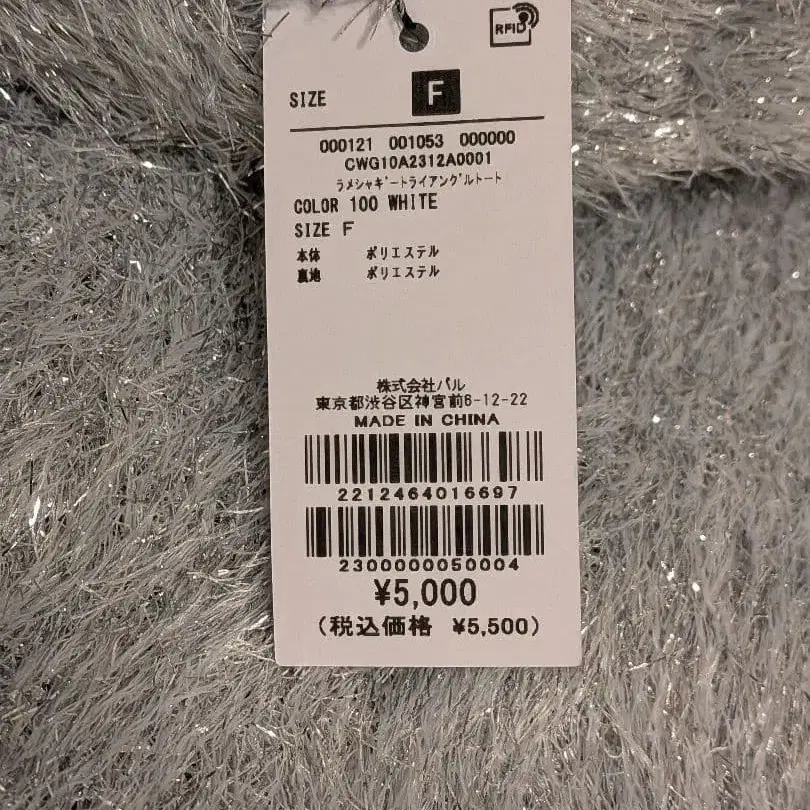 RFID
SIZE F
000121 001053 000000
CWG10A2312A0001
ﾗﾒｼｬｷﾞｰﾄﾗｲｱﾝｸﾞﾙﾄｰﾄ
COLOR 100 WHITE
SIZE F
本体 ポリエステル
裏地 ポリエステル
株式会社パル
東京都渋谷区神宮前6-12-22
MADE IN CHINA
2212464016697
2300000050004
¥5,000
(税込価格 ¥5,500)